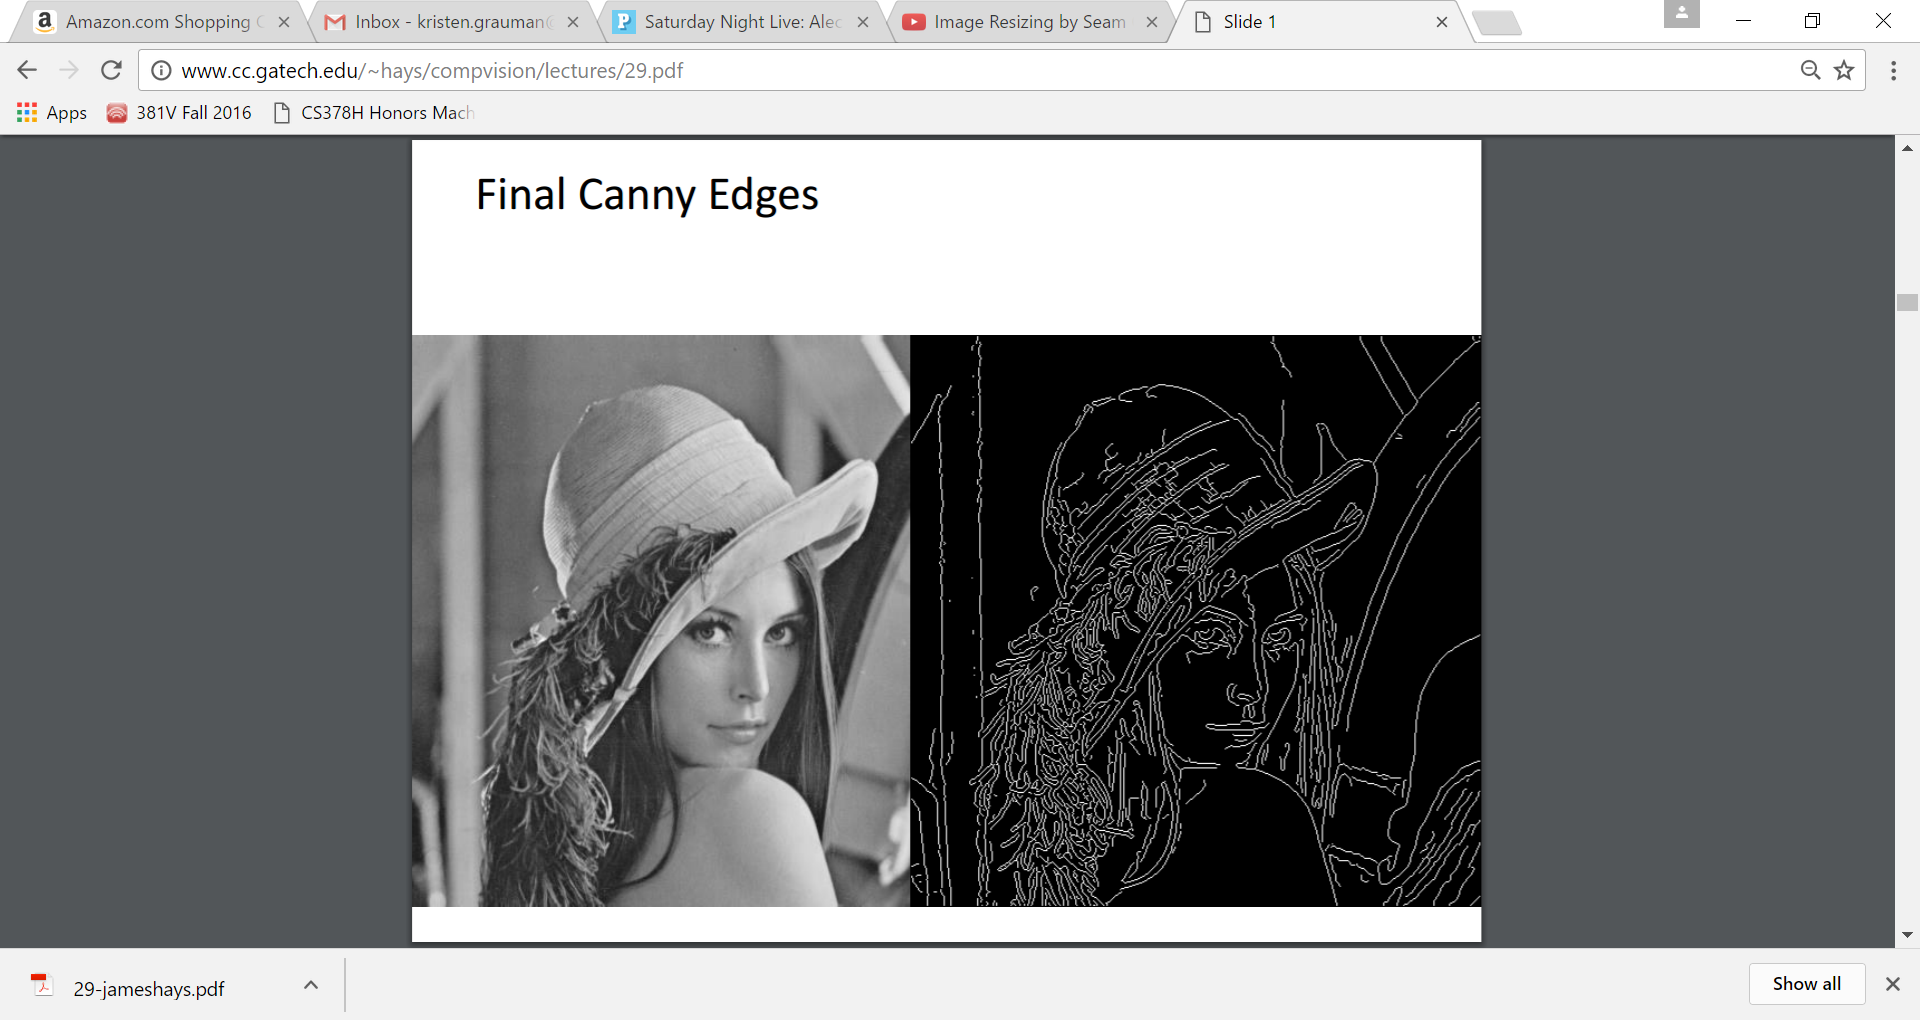 Amazon.com Shopping C
Inbox - kristen.grauman@
Saturday Night Live: Alec
Image Resizing by Seam
Slide 1
www.cc.gatech.edu/~hays/compvision/lectures/29.pdf
Apps
381V Fall 2016
CS378H Honors Mach
Final Canny Edges
29-jameshays.pdf
Show all